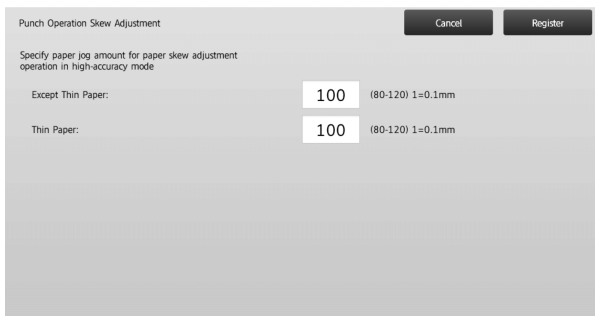 Punch Operation Skew Adjustment
Cancel
Register
Specify paper jog amount for paper skew adjustment
operation in high-accuracy mode
Except Thin Paper:
100
(80-120) 1=0.1mm
Thin Paper:
100
(80-120) 1=0.1mm